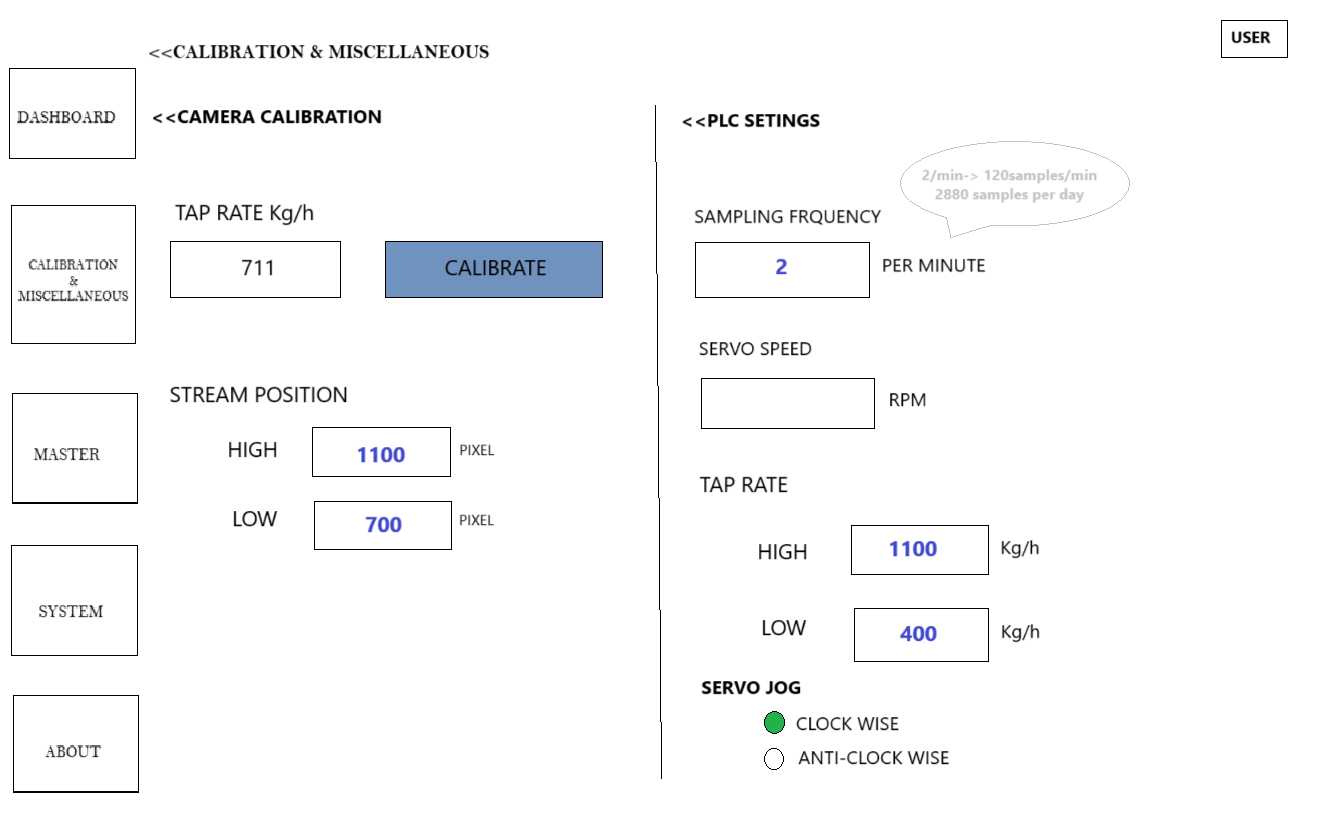 <<CALIBRATION & MISCELLANEOUS
USER
DASHBOARD
CALIBRATION
&
MISCELLANEOUS
MASTER
SYSTEM
ABOUT
<<CAMERA CALIBRATION
TAP RATE Kg/h
711
CALIBRATE
STREAM POSITION
HIGH 1100 PIXEL
LOW 700 PIXEL
<<PLC SETINGS
2/min-> 120samples/min
2880 samples per day
SAMPLING FRQUENCY
2 PER MINUTE
SERVO SPEED
RPM
TAP RATE
HIGH 1100 Kg/h
LOW 400 Kg/h
SERVO JOG
CLOCK WISE
ANTI-CLOCK WISE